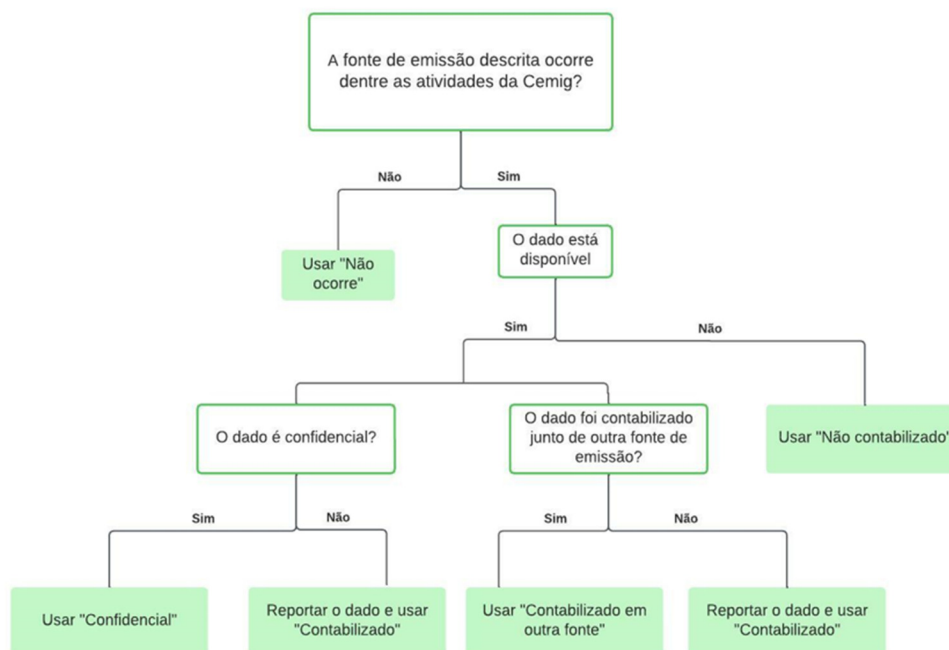 A fonte de emissão descrita ocorre
dentre as atividades da Cemig?
Não
Sim
O dado está
disponível
Usar "Não
ocorre"
Sim
Não
O dado é confidencial?
O dado foi contabilizado
junto de outra fonte de
emissão?
Usar "Não contabilizado"
Sim
Não
Sim
Não
Usar "Confidencial"
Reportar o dado e usar
"Contabilizado"
Usar "Contabilizado em
outra fonte"
Reportar o dado e usar
"Contabilizado"